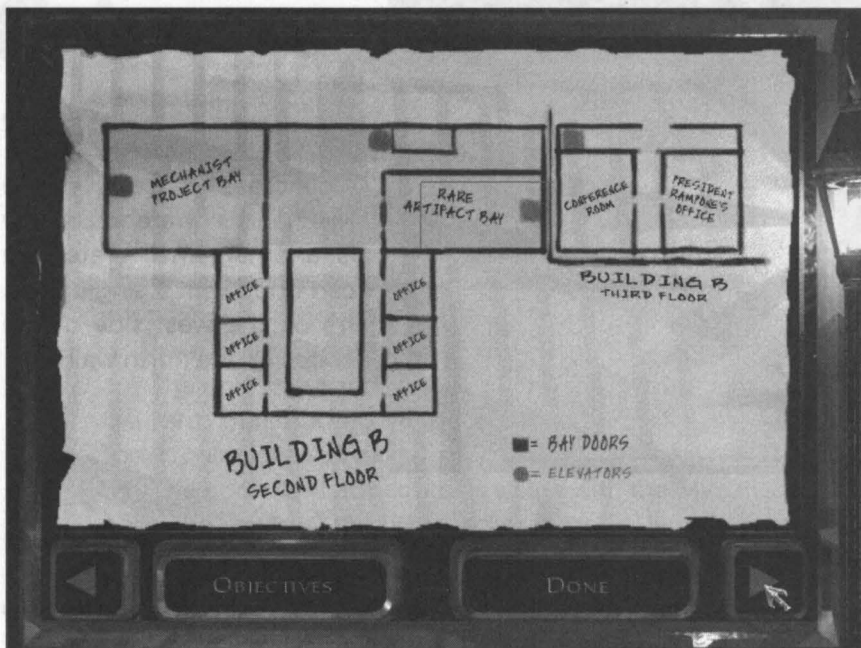 MECHANIST
PROJECT BAY
RARE
ARTIFACT BAY
CONFERENCE
ROOM
PRESIDENT
RAMPONE'S
OFFICE
OFFICE
OFFICE
OFFICE
OFFICE
OFFICE
OFFICE
BUILDING B
THIRD FLOOR
BUILDING B
SECOND FLOOR
= BAY DOORS
= ELEVATORS
OBJECTIVES
DONE